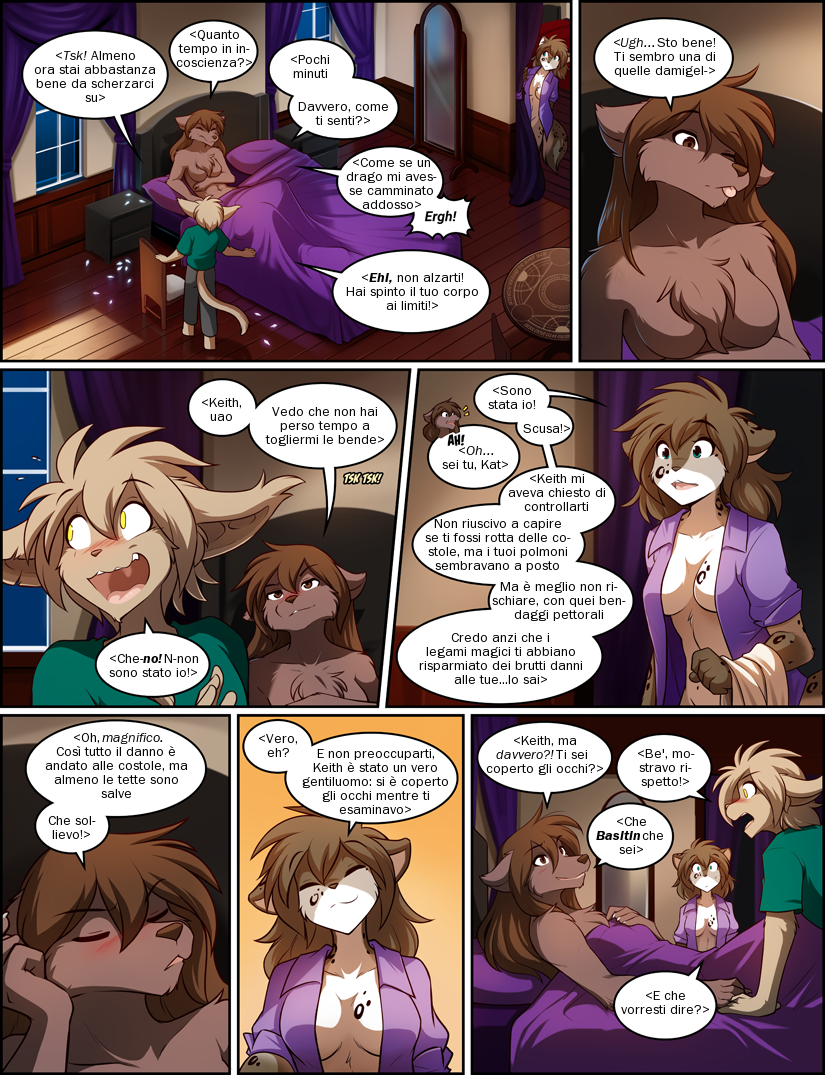 <Quanto
tempo in in-
coscienza?>
<Tsk! Almeno
ora stai abbastanza
bene da scherzarci
su>
<Pochi
minuti
Davvero, come
ti senti?>
<Come se un
drago mi aves-
se camminato
addosso>
Ergh!
<Ehi, non alzarti!
Hai spinto il tuo corpo
ai limiti!>
<Ugh... Sto bene!
Ti sembro una di
quelle damigel->
<Keith,
uao
Vedo che non hai
perso tempo a
togliermi le bende>
TSK TSK!
<Che-no! N-non
sono stato io!>
<Sono
stata io!
Scusa!>
AH!
<Oh...
sei tu, Kat>
<Keith mi
aveva chiesto di
controllarti
Non riuscivo a capire
se ti fossi rotta delle co-
stole, ma i tuoi polmoni
sembravano a posto
Ma è meglio non ri-
schiare, con quei ben-
daggi pettorali
Credo anzi che i
legami magici ti abbiano
risparmiato dei brutti danni
alle tue...lo sai>
<Oh, magnifico.
Così tutto il danno è
andato alle costole, ma
almeno le tette sono
salve
Che sol-
lievo!>
<Vero,
eh?
E non preoccuparti,
Keith è stato un vero
gentiluomo: si è coperto
gli occhi mentre ti
esaminavo>
<Keith, ma
davvero?! Ti sei
coperto gli occhi?>
<Be', mo-
stravo ri-
spetto!>
<Che
Basitin che
sei>
<E che
vorresti dire?>